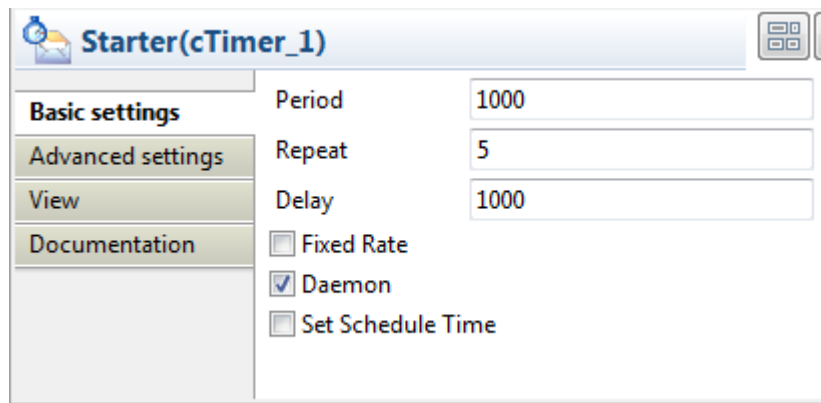 Starter(cTimer_1)
Basic settings
Advanced settings
View
Documentation
Period 1000
Repeat 5
Delay 1000
Fixed Rate
Daemon
Set Schedule Time